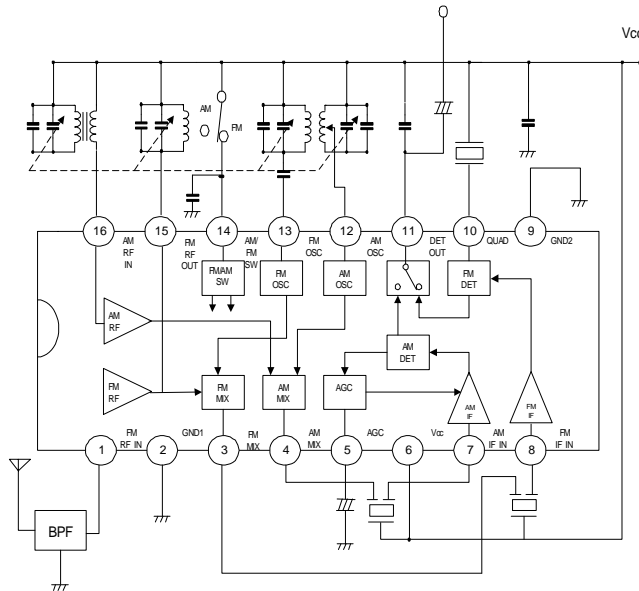 Vcc
AM
FM
16
AM
RF
IN
15
FM
RF
OUT
14
AM/
FM
SW
13
FM
OSC
12
AM
OSC
11
DET
OUT
10
QUAD
9
GND2
FM/AM
SW
FM
OSC
AM
OSC
FM
DET
AM
RF
AM
DET
FM
RF
FM
MIX
AM
MIX
AGC
AM
IF
FM
IF
1
FM
RF IN
2
GND1
3
FM
MIX
4
AM
MIX
5
AGC
6
Vcc
7
AM
IF IN
8
FM
IF IN
BPF